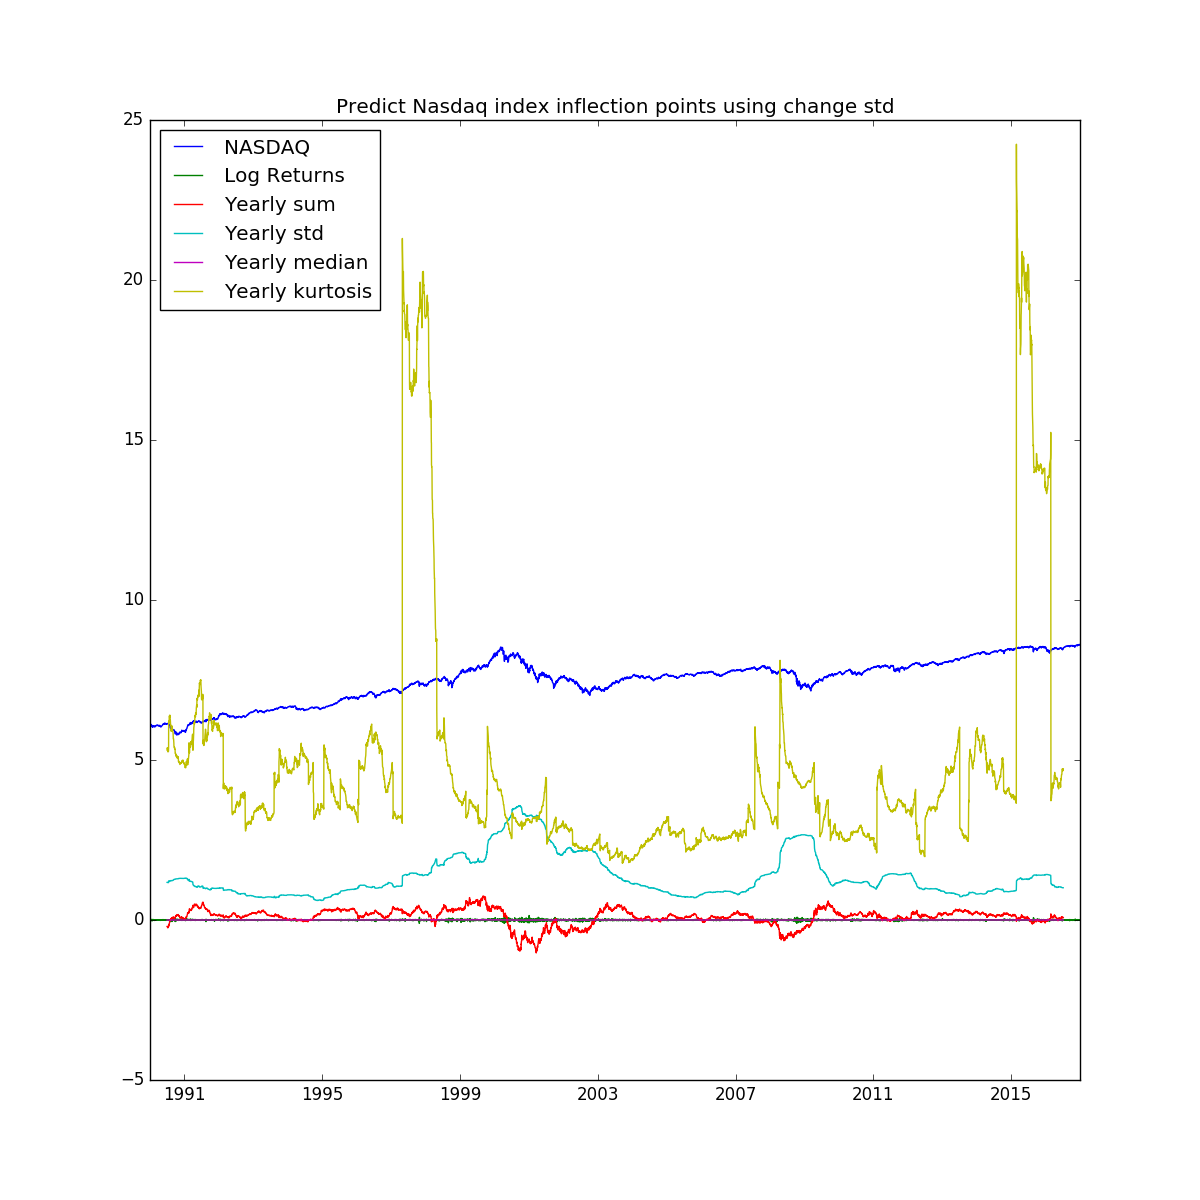 Predict Nasdaq index inflection points using change std
25
20
15
10
5
0
−5
NASDAQ
Log Returns
Yearly sum
Yearly std
Yearly median
Yearly kurtosis
1991 1995 1999 2003 2007 2011 2015